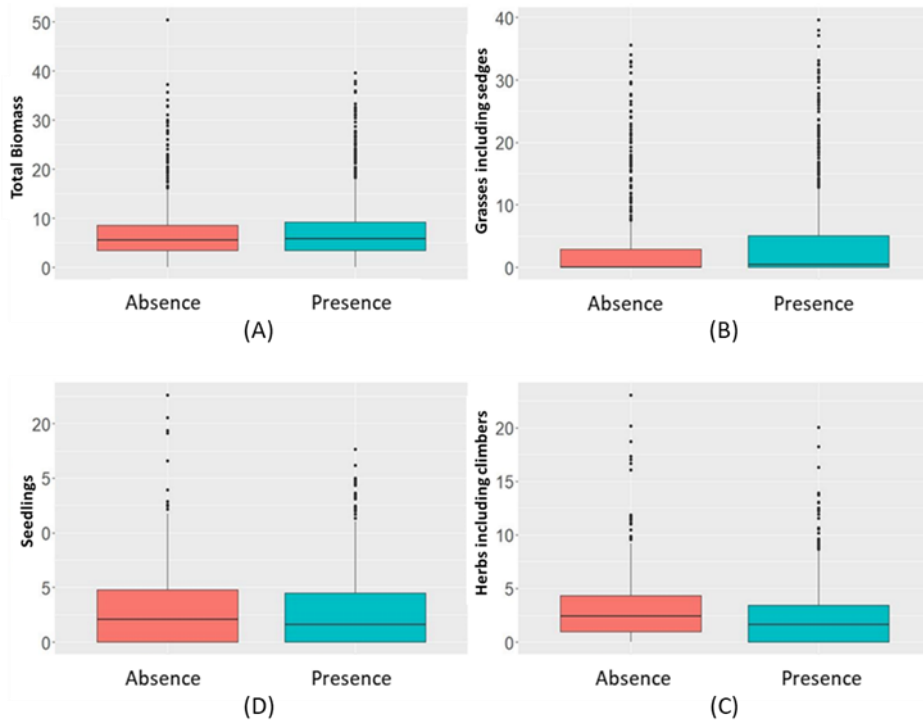 Total Biomass
50
40
30
20
10
0
Absence
Presence
(A)
Grasses including sedges
40
30
20
10
0
Absence
Presence
(B)
Seedlings
20
5
0
5
0
Absence
Presence
(D)
Herbs including climbers
20
15
10
5
0
Absence
Presence
(C)